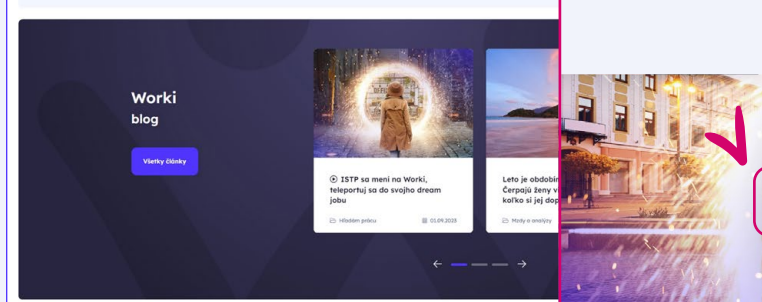 Worki
blog
Všetky články
ISTP sa mení na Worki,
teleportuj sa do svojho dream
jobu
Hľadám prácu
01.09.2023
Leto je obdobím
Čerpajú ženy v
koľko si jej dop
Mzdy a analýzy